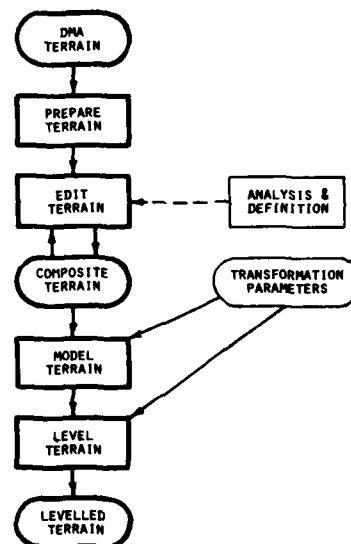 DMA
TERRAIN
PREPARE
TERRAIN
EDIT
TERRAIN
ANALYSIS &
DEFINITION
COMPOSITE
TERRAIN
TRANSFORMATION
PARAMETERS
MODEL
TERRAIN
LEVEL
TERRAIN
LEVELLED
TERRAIN